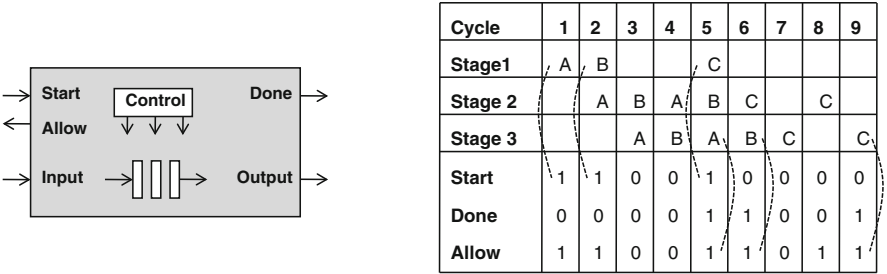 Start
Control
Done
Allow
Input
Output
Cycle 1 2 3 4 5 6 7 8 9
Stage1 A B C
Stage 2 A B A B C C
Stage 3 A B A B C C
Start 1 1 0 0 1 0 0 0 0
Done 0 0 0 0 1 1 0 0 1
Allow 1 1 0 0 1 1 0 1 1